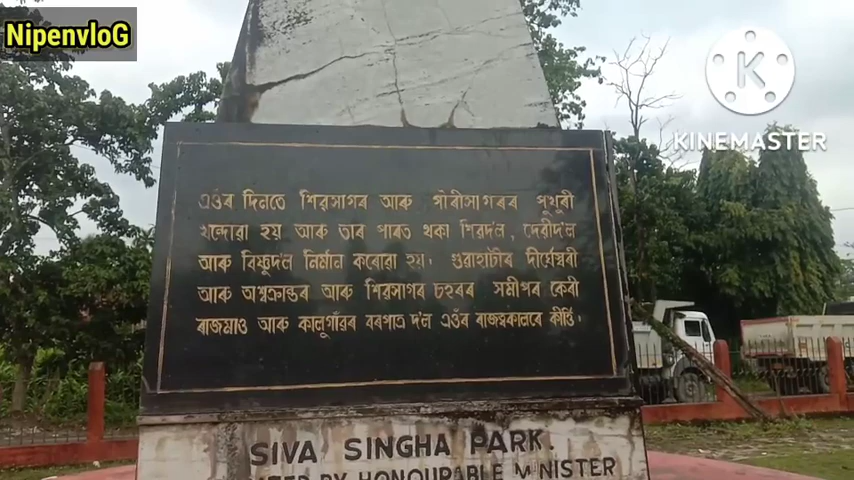 NipenvloG
KINEMASTER
এওঁৰ দিনতে শিৱসাগৰ আৰু গৌৰীসাগৰৰ পুখুৰী
খন্দোৱা হয় আৰু তাৰ পাৰত থকা শিৱদ'ল, দেৱীদ'ল
আৰু বিষ্ণুদ'ল নিৰ্মান কৰোৱা হয়। গুৱাহাটীৰ দীৰ্ঘেশ্বৰী
আৰু অশ্বক্ৰান্তৰ আৰু শিৱসাগৰ চহৰৰ সমীপৰ কেৰী
ৰাজমাও আৰু কালুগাঁৱৰ বৰপাত্ৰ দ'ল এওঁৰ ৰাজত্বকালৰে কীৰ্ত্তি।
SIVA SINGHA PARK
BY HONOURABLE MINISTER